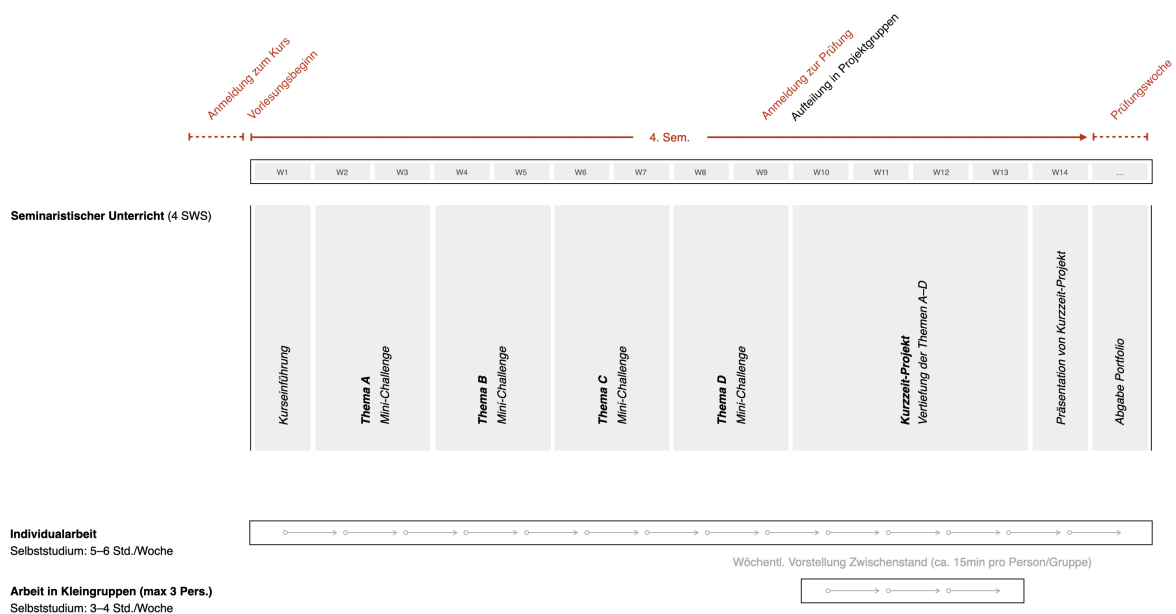 Anmeldung zum Kurs
Vorlesungsbeginn
Anmeldung zur Prüfung
Aufteilung in Projektgruppen
Prüfungswoche
4. Sem.
W1 W2 W3 W4 W5 W6 W7 W8 W9 W10 W11 W12 W13 W14 ...
Seminaristischer Unterricht (4 SWS)
Kurseinführung
Thema A
Mini-Challenge
Thema B
Mini-Challenge
Thema C
Mini-Challenge
Thema D
Mini-Challenge
Kurzzeit-Projekt
Vertiefung der Themen A–D
Präsentation von Kurzzeit-Projekt
Abgabe Portfolio
Individualarbeit
Selbststudium: 5–6 Std./Woche
Wöchentl. Vorstellung Zwischenstand (ca. 15min pro Person/Gruppe)
Arbeit in Kleingruppen (max 3 Pers.)
Selbststudium: 3–4 Std./Woche